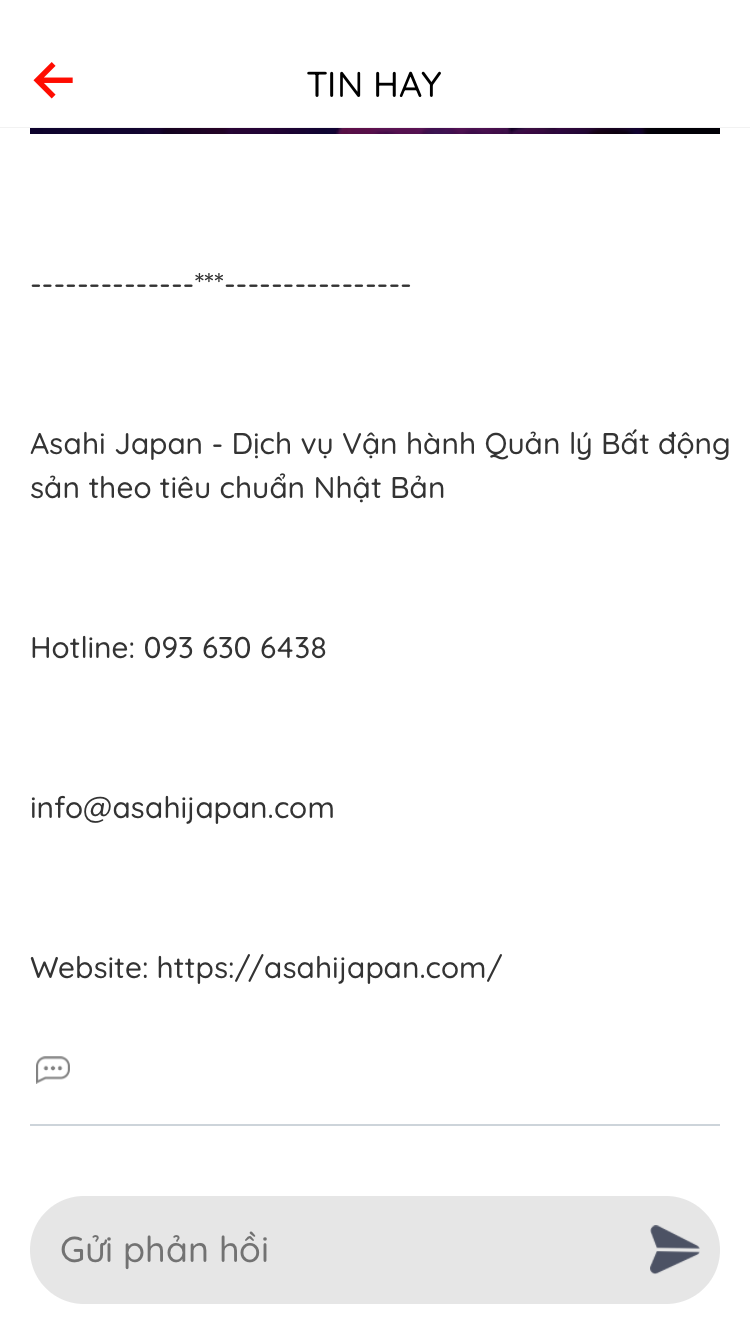 TIN HAY
--------------***----------------
Asahi Japan - Dịch vụ Vận hành Quản lý Bất động
sản theo tiêu chuẩn Nhật Bản
Hotline: 093 630 6438
info@asahijapan.com
Website: https://asahijapan.com/
Gửi phản hồi